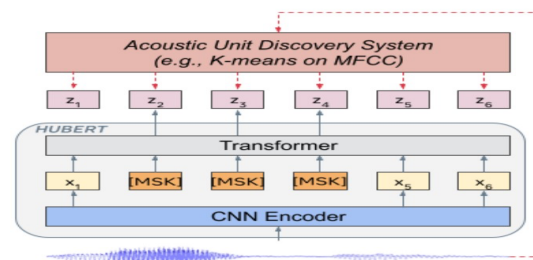 Acoustic Unit Discovery System
(e.g., K-means on MFCC)
z1 z2 z3 z4 z5 z6
HUBERT
Transformer
x1 [MSK] [MSK] [MSK] x5 x6
CNN Encoder